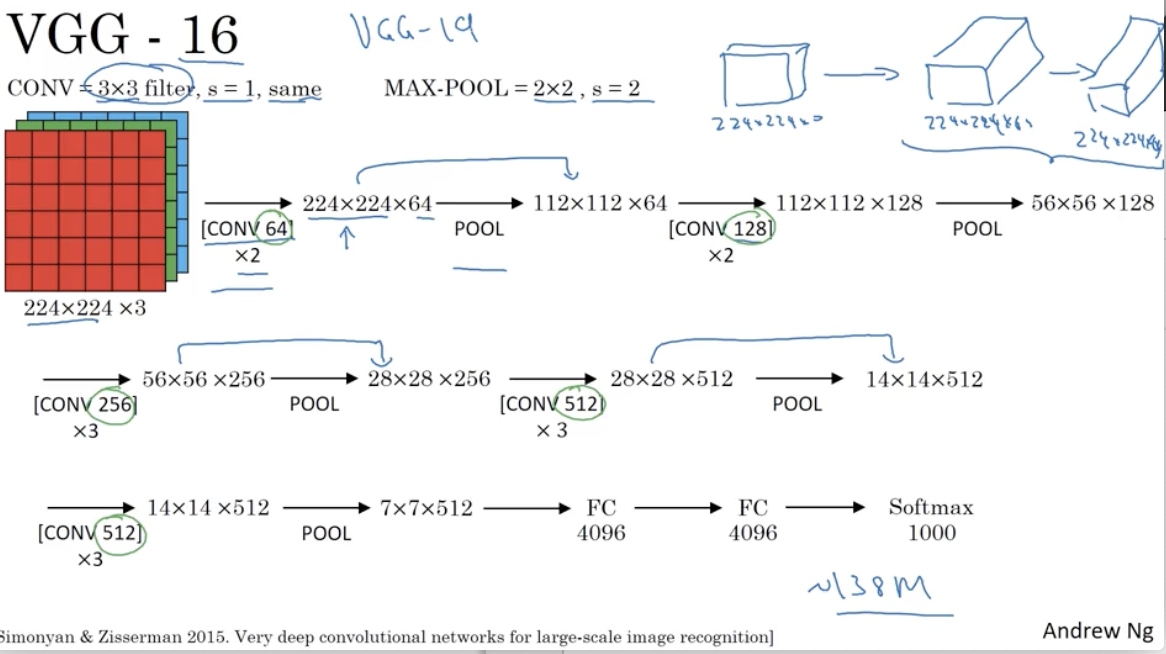 VGG - 16
VGG-19
CONV = 3×3 filter, s = 1, same
MAX-POOL = 2×2 , s = 2
224×224×3
224×224×64
224×224×64
224×224 ×3
[CONV 64]
×2
224×224×64
POOL
112×112 ×64
[CONV 128]
×2
112×112 ×128
POOL
56×56 ×128
[CONV 256]
×3
56×56 ×256
POOL
28×28 ×256
[CONV 512]
× 3
28×28 ×512
POOL
14×14×512
[CONV 512]
×3
14×14 ×512
POOL
7×7×512
FC
4096
FC
4096
Softmax
1000
~138M
Simonyan & Zisserman 2015. Very deep convolutional networks for large-scale image recognition]
Andrew Ng